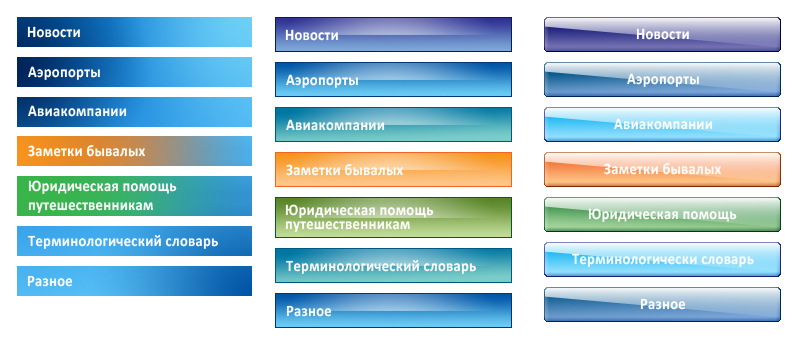 Новости
Аэропорты
Авиакомпании
Заметки бывалых
Юридическая помощь
путешественникам
Терминологический словарь
Разное
Новости
Аэропорты
Авиакомпании
Заметки бывалых
Юридическая помощь
путешественникам
Терминологический словарь
Разное
Новости
Аэропорты
Авиакомпании
Заметки бывалых
Юридическая помощь
Терминологически словарь
Разное